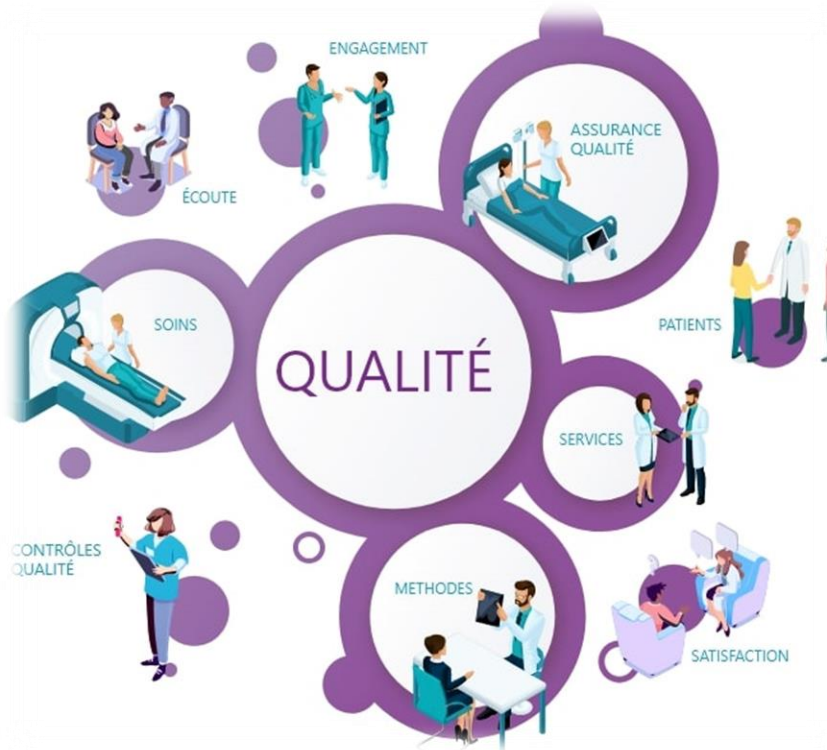 ENGAGEMENT
ASSURANCE
QUALITÉ
ÉCOUTE
SOINS
PATIENTS
QUALITÉ
SERVICES
CONTRÔLES
QUALITÉ
METHODES
SATISFACTION